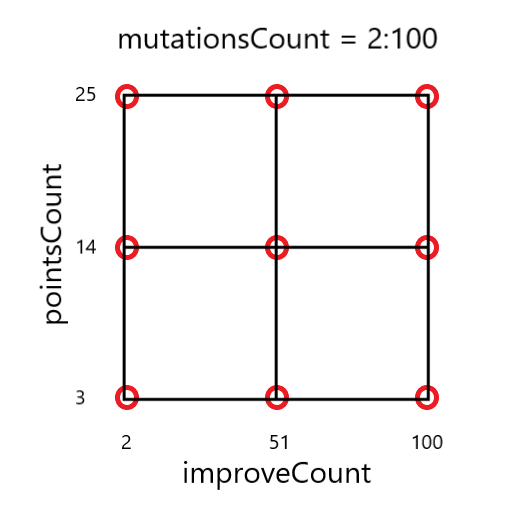 mutationsCount = 2:100
25
pointsCount
14
3
2 51 100
improveCount